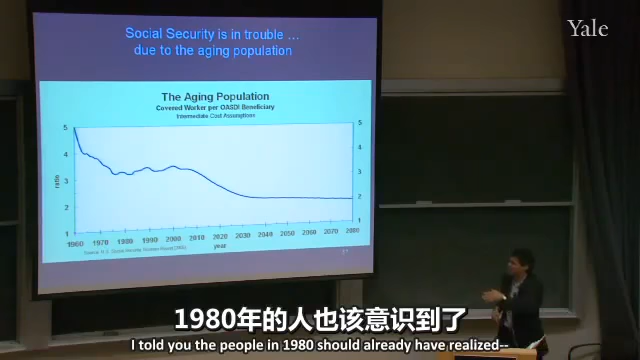 Yale
Social Security is in trouble ...
due to the aging population
The Aging Population
Covered Worker per OASDI Beneficiary
Intermediate Cost Assumptions
5
4
3
2
1
ratio
5
4
3
2
1
1960 1970 1980 1990 2000 2010 2020 2030 2040 2050 2060 2070 2080
year
1980年的人也该意识到了
I told you the people in 1980 should already have realized--